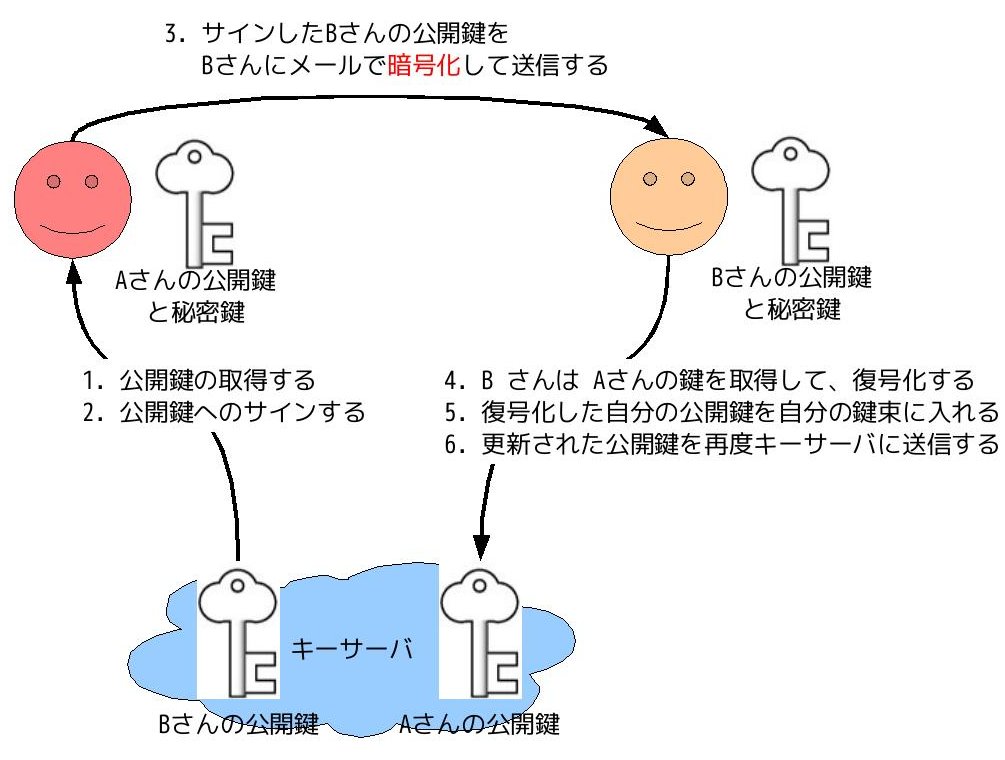 3. サインしたBさんの公開鍵を
Bさんにメールで暗号化して送信する
Aさんの公開鍵
と秘密鍵
Bさんの公開鍵
と秘密鍵
1. 公開鍵の取得する
2. 公開鍵へのサインする
4. B さんは Aさんの鍵を取得して、復号化する
5. 復号化した自分の公開鍵を自分の鍵束に入れる
6. 更新された公開鍵を再度キーサーバに送信する
キーサーバ
Bさんの公開鍵
Aさんの公開鍵